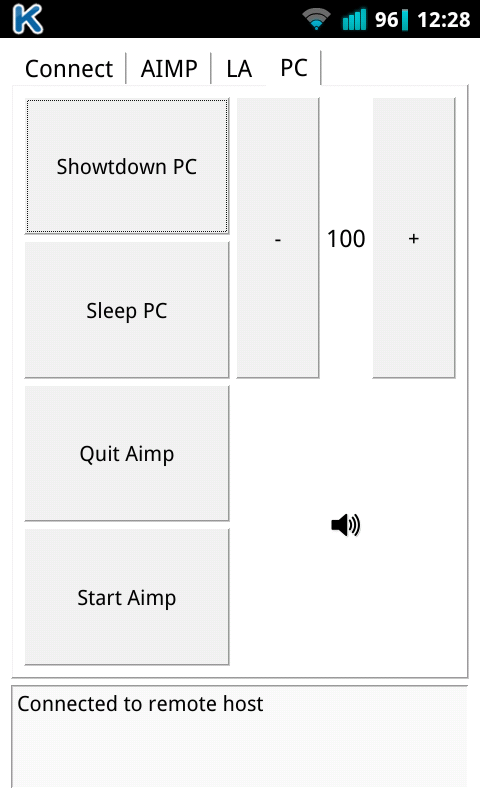 K
96 12:28
Connect AIMP LA PC
Showtdown PC
- 100 +
Sleep PC
Quit Aimp
Start Aimp
Connected to remote host